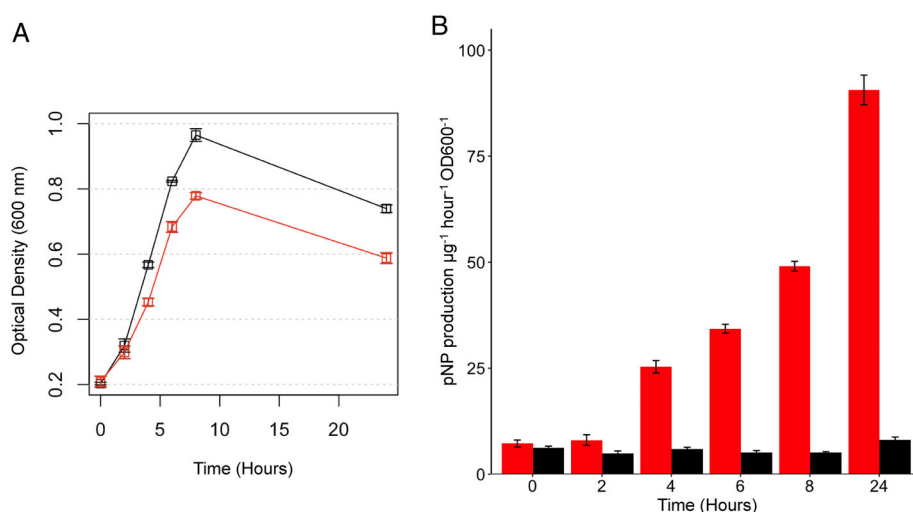 A
Optical Density (600 nm)
1.0
0.8
0.6
0.4
0.2
0 5 10 15 20
Time (Hours)
B
pNP production µg⁻¹ hour⁻¹ OD600⁻¹
100
75
50
25
0
0 2 4 6 8 24
Time (Hours)